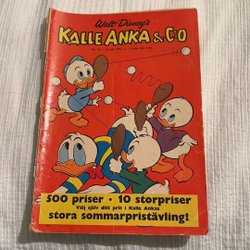 Walt Disney's
KALLE ANKA & C:O
500 priser · 10 storpriser
Välj själv ditt pris i Kalle Ankas
stora sommarpristävling!